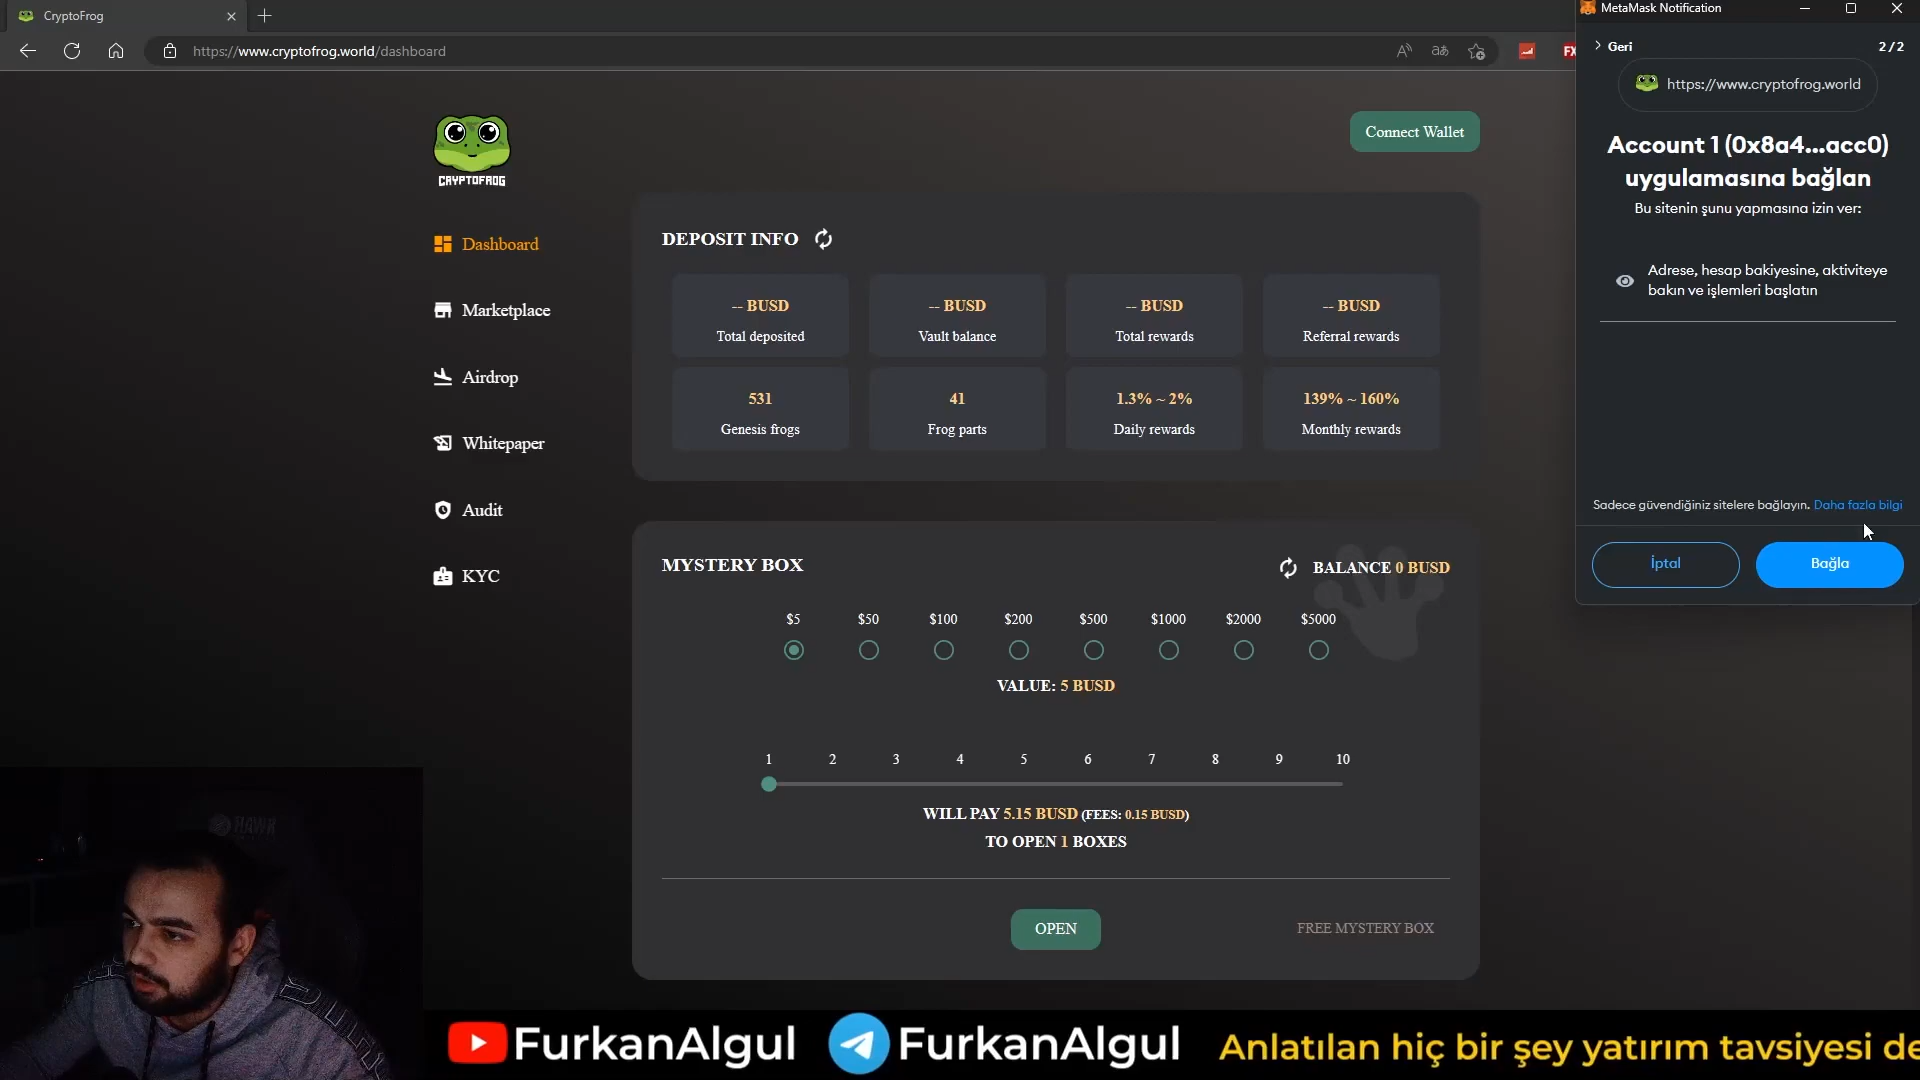 CryptoFrog
https://www.cryptofrog.world/dashboard
FX
MetaMask Notification
Geri
2/2
https://www.cryptofrog.world
Account 1 (0x8a4...acc0)
uygulamasına bağlan
Bu sitenin şunu yapmasına izin ver:
Adrese, hesap bakiyesine, aktiviteye
bakın ve işlemleri başlatın
Sadece güvendiğiniz sitelere bağlayın. Daha fazla bilgi
İptal
Bağla
CRYPTOFROG
Connect Wallet
Dashboard
Marketplace
Airdrop
Whitepaper
Audit
KYC
DEPOSIT INFO
-- BUSD
Total deposited
-- BUSD
Vault balance
-- BUSD
Total rewards
-- BUSD
Referral rewards
531
Genesis frogs
41
Frog parts
1.3% ~ 2%
Daily rewards
139% ~ 160%
Monthly rewards
MYSTERY BOX
BALANCE 0 BUSD
$5 $50 $100 $200 $500 $1000 $2000 $5000
VALUE: 5 BUSD
1 2 3 4 5 6 7 8 9 10
WILL PAY 5.15 BUSD (FEES: 0.15 BUSD)
TO OPEN 1 BOXES
OPEN
FREE MYSTERY BOX
HAWK
FurkanAlgul
FurkanAlgul
Anlatılan hiç bir şey yatırım tavsiyesi de